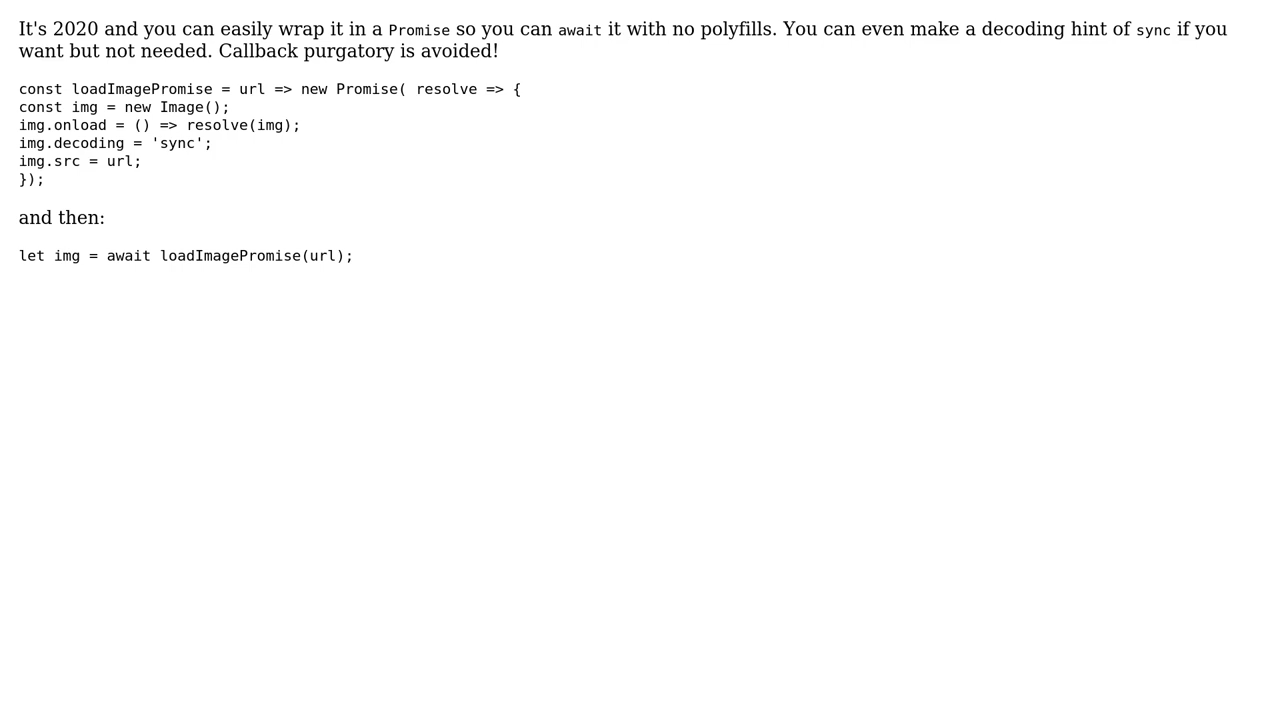 It's 2020 and you can easily wrap it in a Promise so you can await it with no polyfills. You can even make a decoding hint of sync if you
want but not needed. Callback purgatory is avoided!
const loadImagePromise = url => new Promise( resolve => {
const img = new Image();
img.onload = () => resolve(img);
img.decoding = 'sync';
img.src = url;
});
and then:
let img = await loadImagePromise(url);